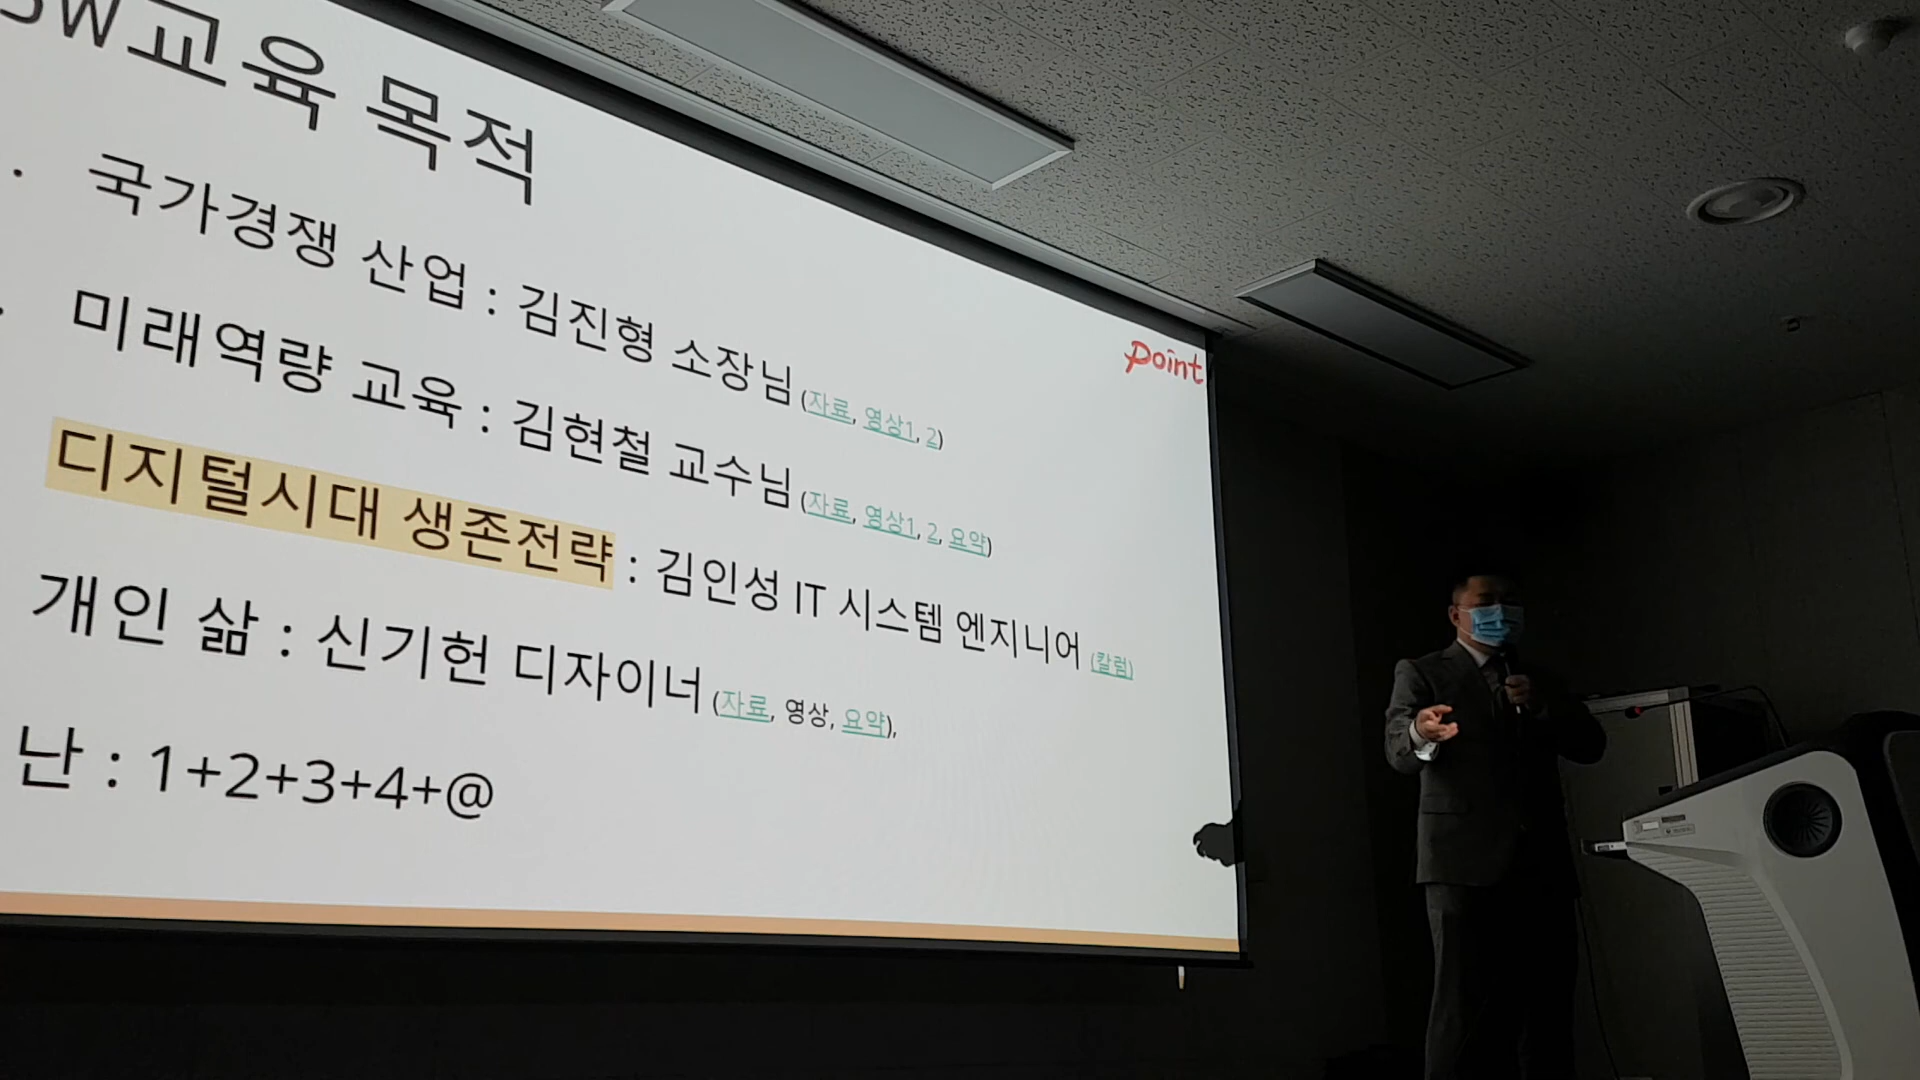 SW교육 목적
Point
국가경쟁 산업 : 김진형 소장님 (자료, 영상1, 2)
미래역량 교육 : 김현철 교수님 (자료, 영상1, 2, 요약)
디지털시대 생존전략 : 김인성 IT 시스템 엔지니어 (칼럼)
개인 삶 : 신기헌 디자이너 (자료, 영상, 요약),
난 : 1+2+3+4+@